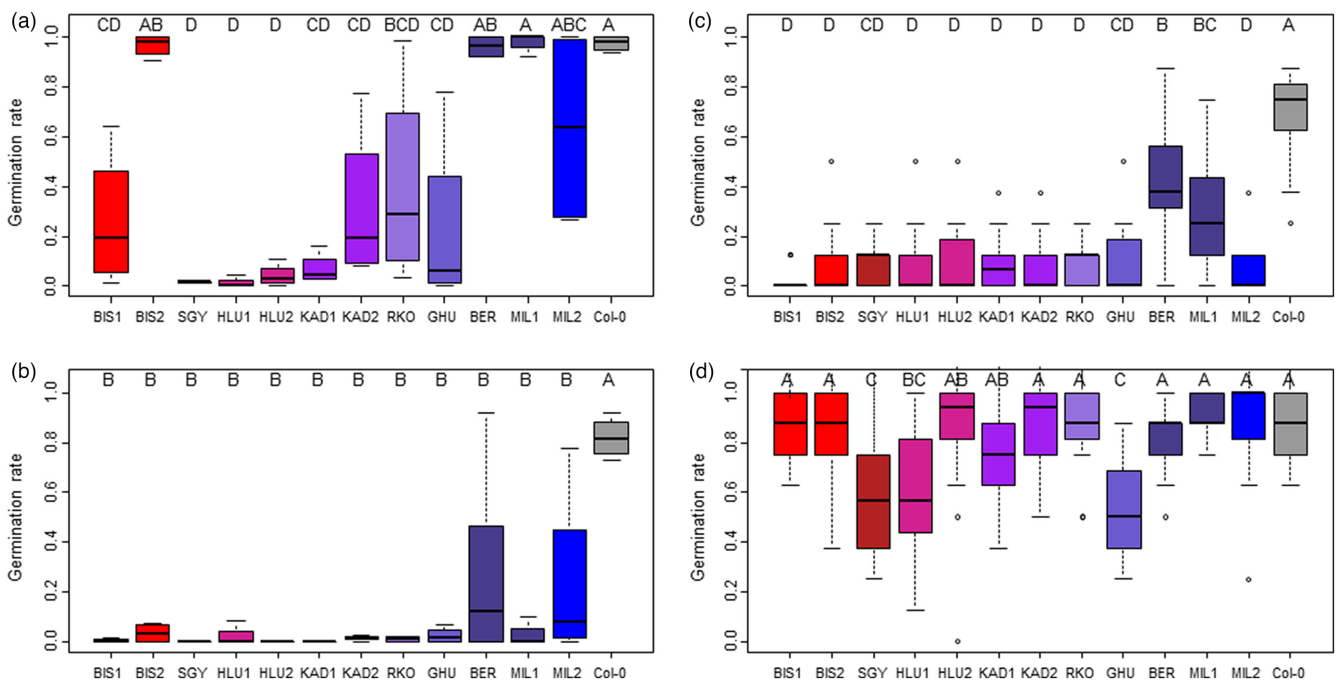 (a)
CD AB D D D CD CD BCD CD AB A ABC A
Germination rate
1.0
0.8
0.6
0.4
0.2
0.0
BIS1 BIS2 SGY HLU1 HLU2 KAD1 KAD2 RKO GHU BER MIL1 MIL2 Col-0
(c)
D D CD D D D D D CD B BC D A
Germination rate
1.0
0.8
0.6
0.4
0.2
0.0
BIS1 BIS2 SGY HLU1 HLU2 KAD1 KAD2 RKO GHU BER MIL1 MIL2 Col-0
(b)
B B B B B B B B B B B B A
Germination rate
1.0
0.8
0.6
0.4
0.2
0.0
BIS1 BIS2 SGY HLU1 HLU2 KAD1 KAD2 RKO GHU BER MIL1 MIL2 Col-0
(d)
A A C BC AB AB A A C A A A A
Germination rate
1.0
0.8
0.6
0.4
0.2
0.0
BIS1 BIS2 SGY HLU1 HLU2 KAD1 KAD2 RKO GHU BER MIL1 MIL2 Col-0